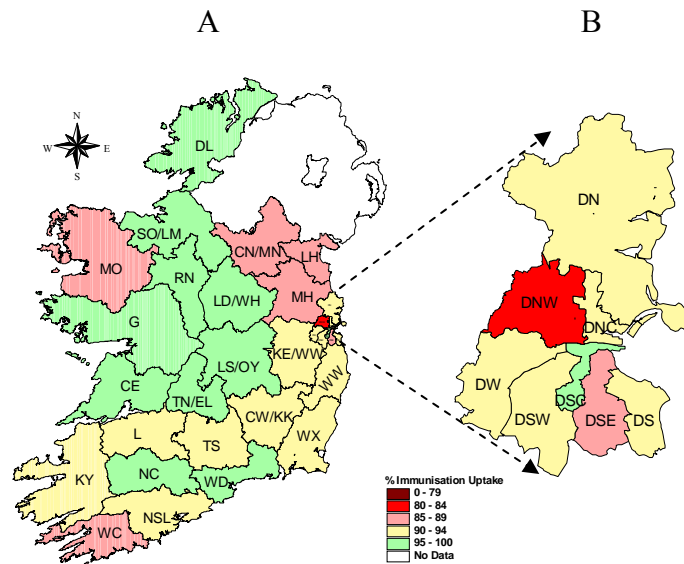 A
B
N
W E
S
DL
SO/LM
CN/MN
LH
MO
RN
LD/WH
MH
G
KE/WW
LS/OY
WW
CE
TN/EL
CW/KK
L
TS
WX
KY
NC
WD
NSL
WC
DN
DNW
DNC
DW
DSC
DSW
DSE
DS
% Immunisation Uptake
0 - 79
80 - 84
85 - 89
90 - 94
95 - 100
No Data